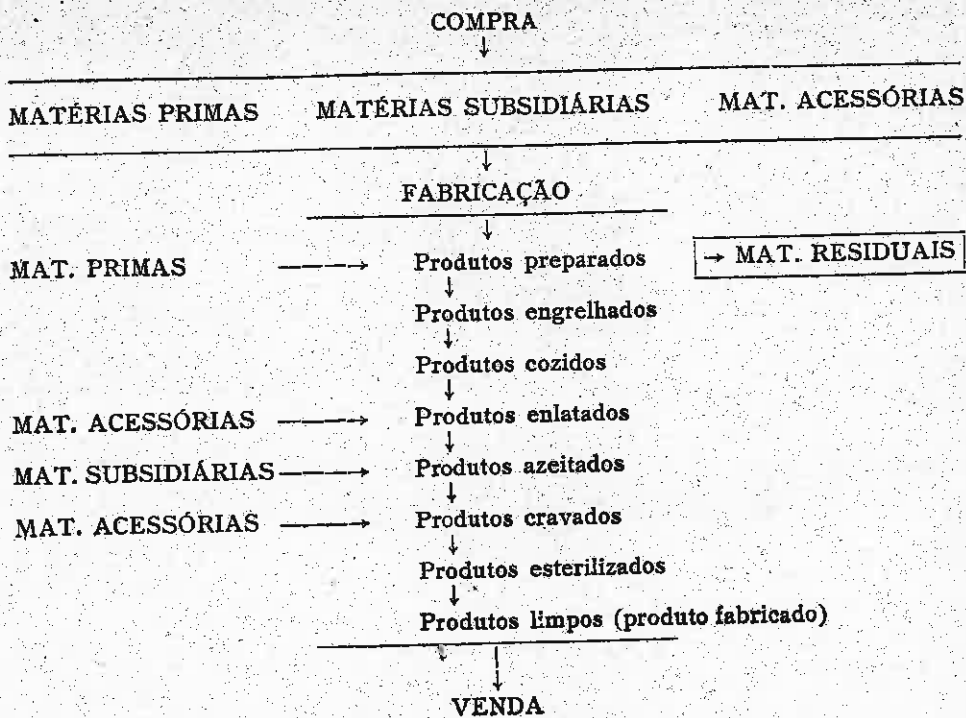 COMPRA
↓
MATÉRIAS PRIMAS MATÉRIAS SUBSIDIÁRIAS MAT. ACESSÓRIAS
↓
FABRICAÇÃO
↓
MAT. PRIMAS → Produtos preparados → MAT. RESIDUAIS
↓
Produtos engrelhados
↓
Produtos cozidos
↓
MAT. ACESSÓRIAS → Produtos enlatados
↓
MAT. SUBSIDIÁRIAS → Produtos azeitados
↓
MAT. ACESSÓRIAS → Produtos cravados
↓
Produtos esterilizados
↓
Produtos limpos (produto fabricado)
↓
VENDA